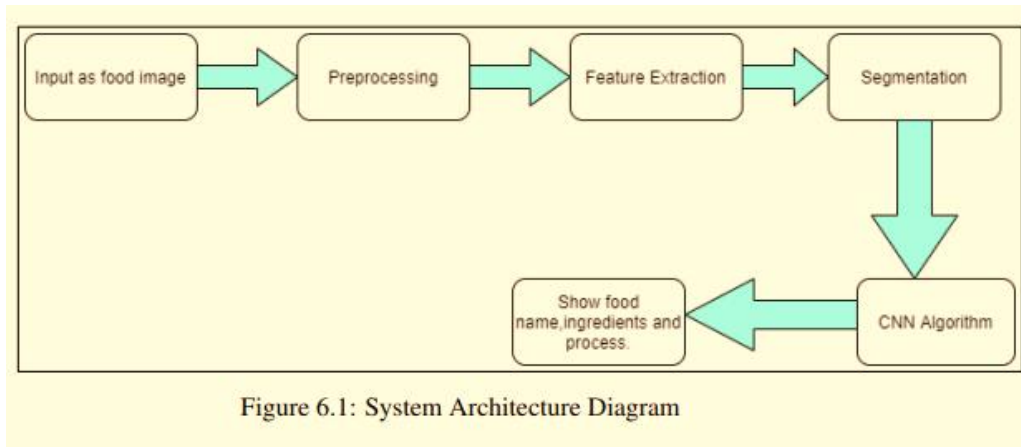 Input as food image
Preprocessing
Feature Extraction
Segmentation
Show food
name,ingredients and
process.
CNN Algorithm
Figure 6.1: System Architecture Diagram